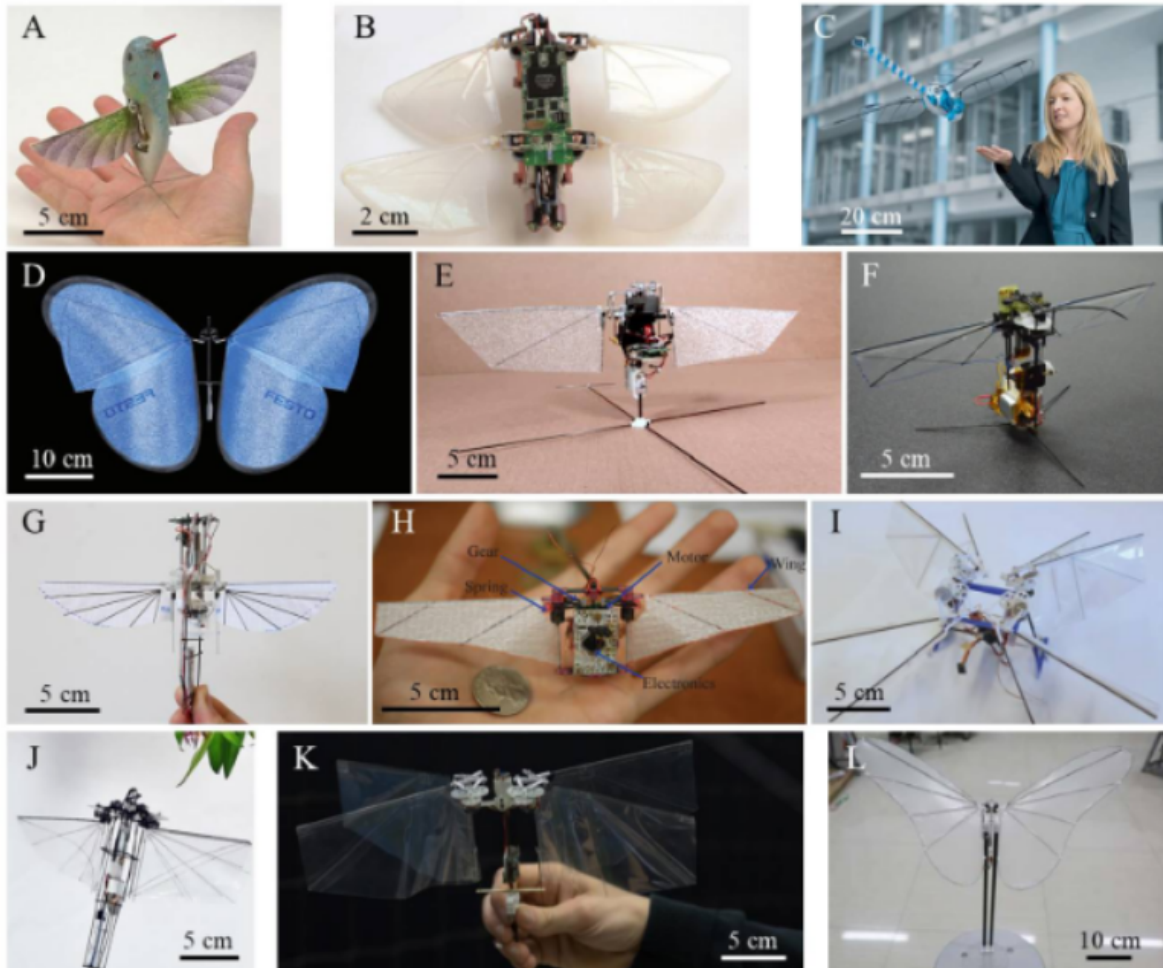 A
5 cm
B
2 cm
C
20 cm
D
FESTO
FESTO
10 cm
E
5 cm
F
5 cm
G
5 cm
H
Gear
Motor
Wing
Spring
Electronics
5 cm
I
5 cm
J
5 cm
K
5 cm
L
10 cm